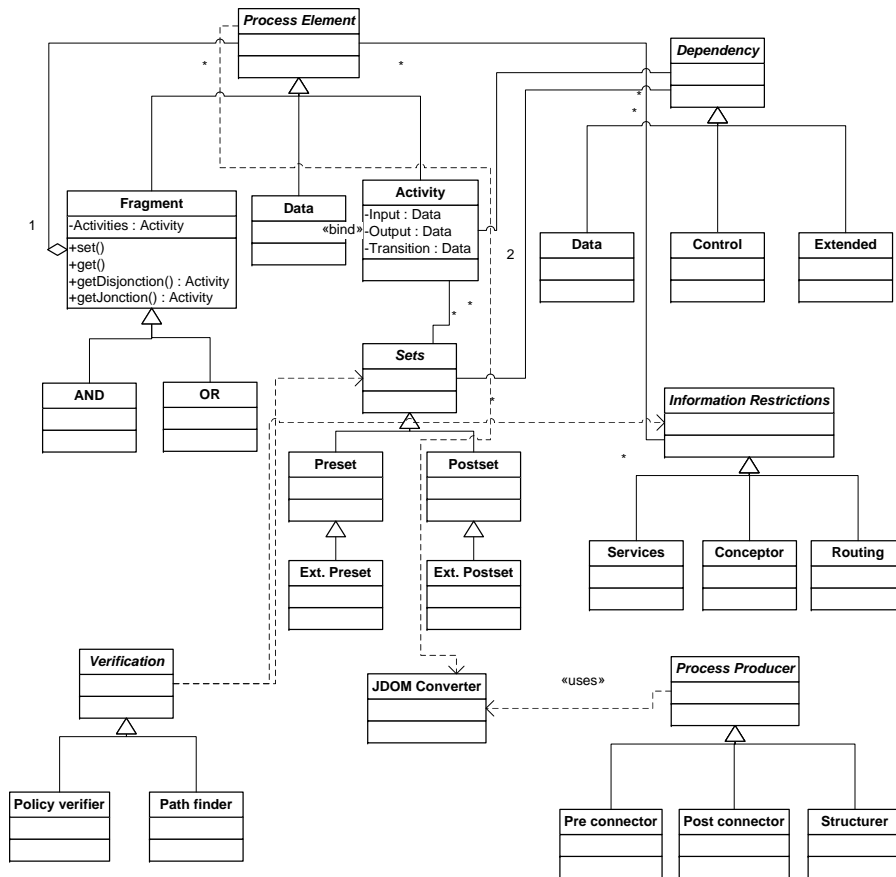 Process Element
*
*
Dependency
*
*
Fragment
-Activities : Activity
+set()
+get()
+getDisjonction() : Activity
+getJonction() : Activity
1
Data
«bind»
Activity
-Input : Data
-Output : Data
-Transition : Data
2
Data
Control
Extended
*
*
Sets
*
AND
OR
Information Restrictions
*
Preset
Postset
Ext. Preset
Ext. Postset
Services
Conceptor
Routing
Verification
JDOM Converter
«uses»
Process Producer
Policy verifier
Path finder
Pre connector
Post connector
Structurer